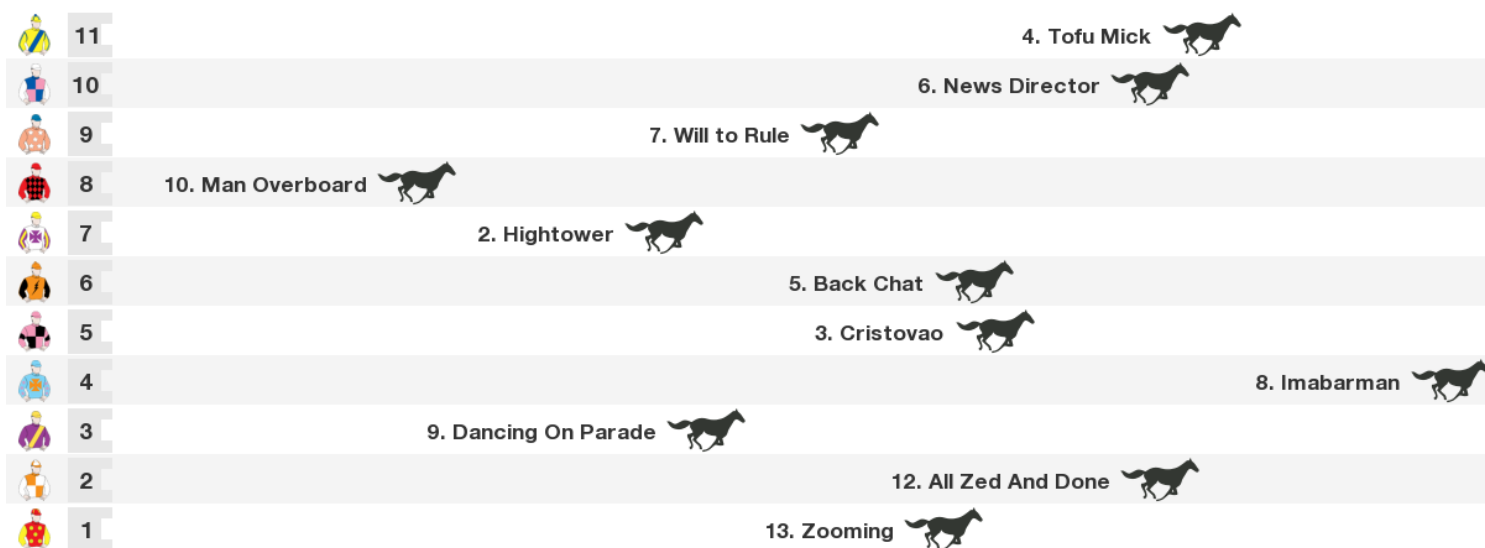 11 4. Tofu Mick
10 6. News Director
9 7. Will to Rule
8 10. Man Overboard
7 2. Hightower
6 5. Back Chat
5 3. Cristovao
4 8. Imabarman
3 9. Dancing On Parade
2 12. All Zed And Done
1 13. Zooming